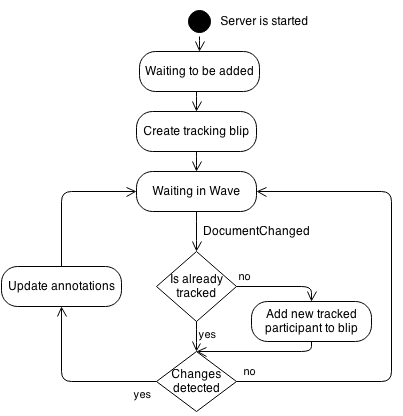 Server is started
Waiting to be added
Create tracking blip
Waiting in Wave
DocumentChanged
Is already
tracked
no
Update annotations
Add new tracked
participant to blip
yes
Changes
detected
no
yes